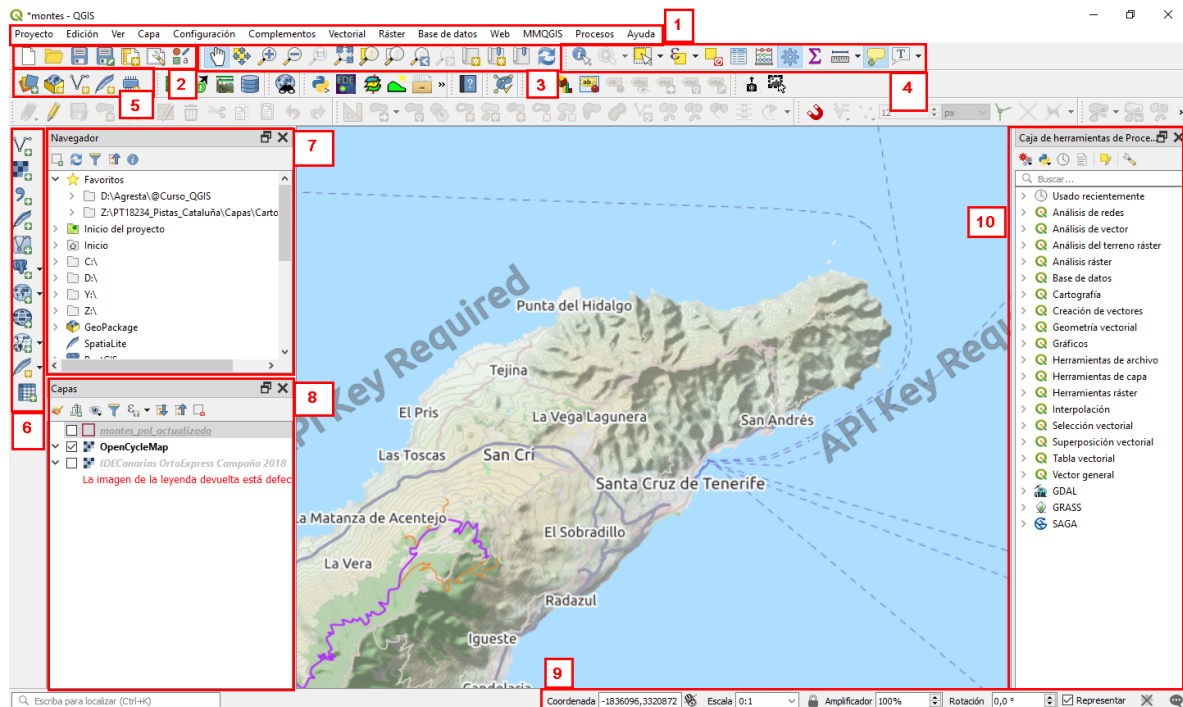 *montes - QGIS
Proyecto Edición Ver Capa Configuración Complementos Vectorial Ráster Base de datos Web MMQGIS Procesos Ayuda
1
2
3
4
5
EDE
12
px
Navegador
7
Favoritos
D:\Agresta\@Curso_QGIS
Z:\PT18234_Pistas_Cataluña\Capas\Carto
Inicio del proyecto
Inicio
C:\
D:\
Y:\
Z:\
GeoPackage
SpatiaLite
PostGIS
Capas
8
6
montes_pol_actualizado
OpenCycleMap
IDECanarias OrtoExpress Campaña 2018
La imagen de la leyenda devuelta está defec
API Key Required
API Key Requ
Punta del Hidalgo
Tejina
El Pris
La Vega Lagunera
San Andrés
Las Toscas
San Cri
Santa Cruz de Tenerife
La Matanza de Acentejo
El Sobradillo
La Vera
Radazul
Igueste
Candelaria
10
Caja de herramientas de Proce...
Buscar...
Usado recientemente
Análisis de redes
Análisis de vector
Análisis del terreno ráster
Análisis ráster
Base de datos
Cartografía
Creación de vectores
Geometría vectorial
Gráficos
Herramientas de archivo
Herramientas de capa
Herramientas ráster
Interpolación
Selección vectorial
Superposición vectorial
Tabla vectorial
Vector general
GDAL
GRASS
SAGA
9
Escriba para localizar (Ctrl+K)
Coordenada -1836096,3320872 Escala 0:1 Amplificador 100% Rotación 0,0 ° Representar